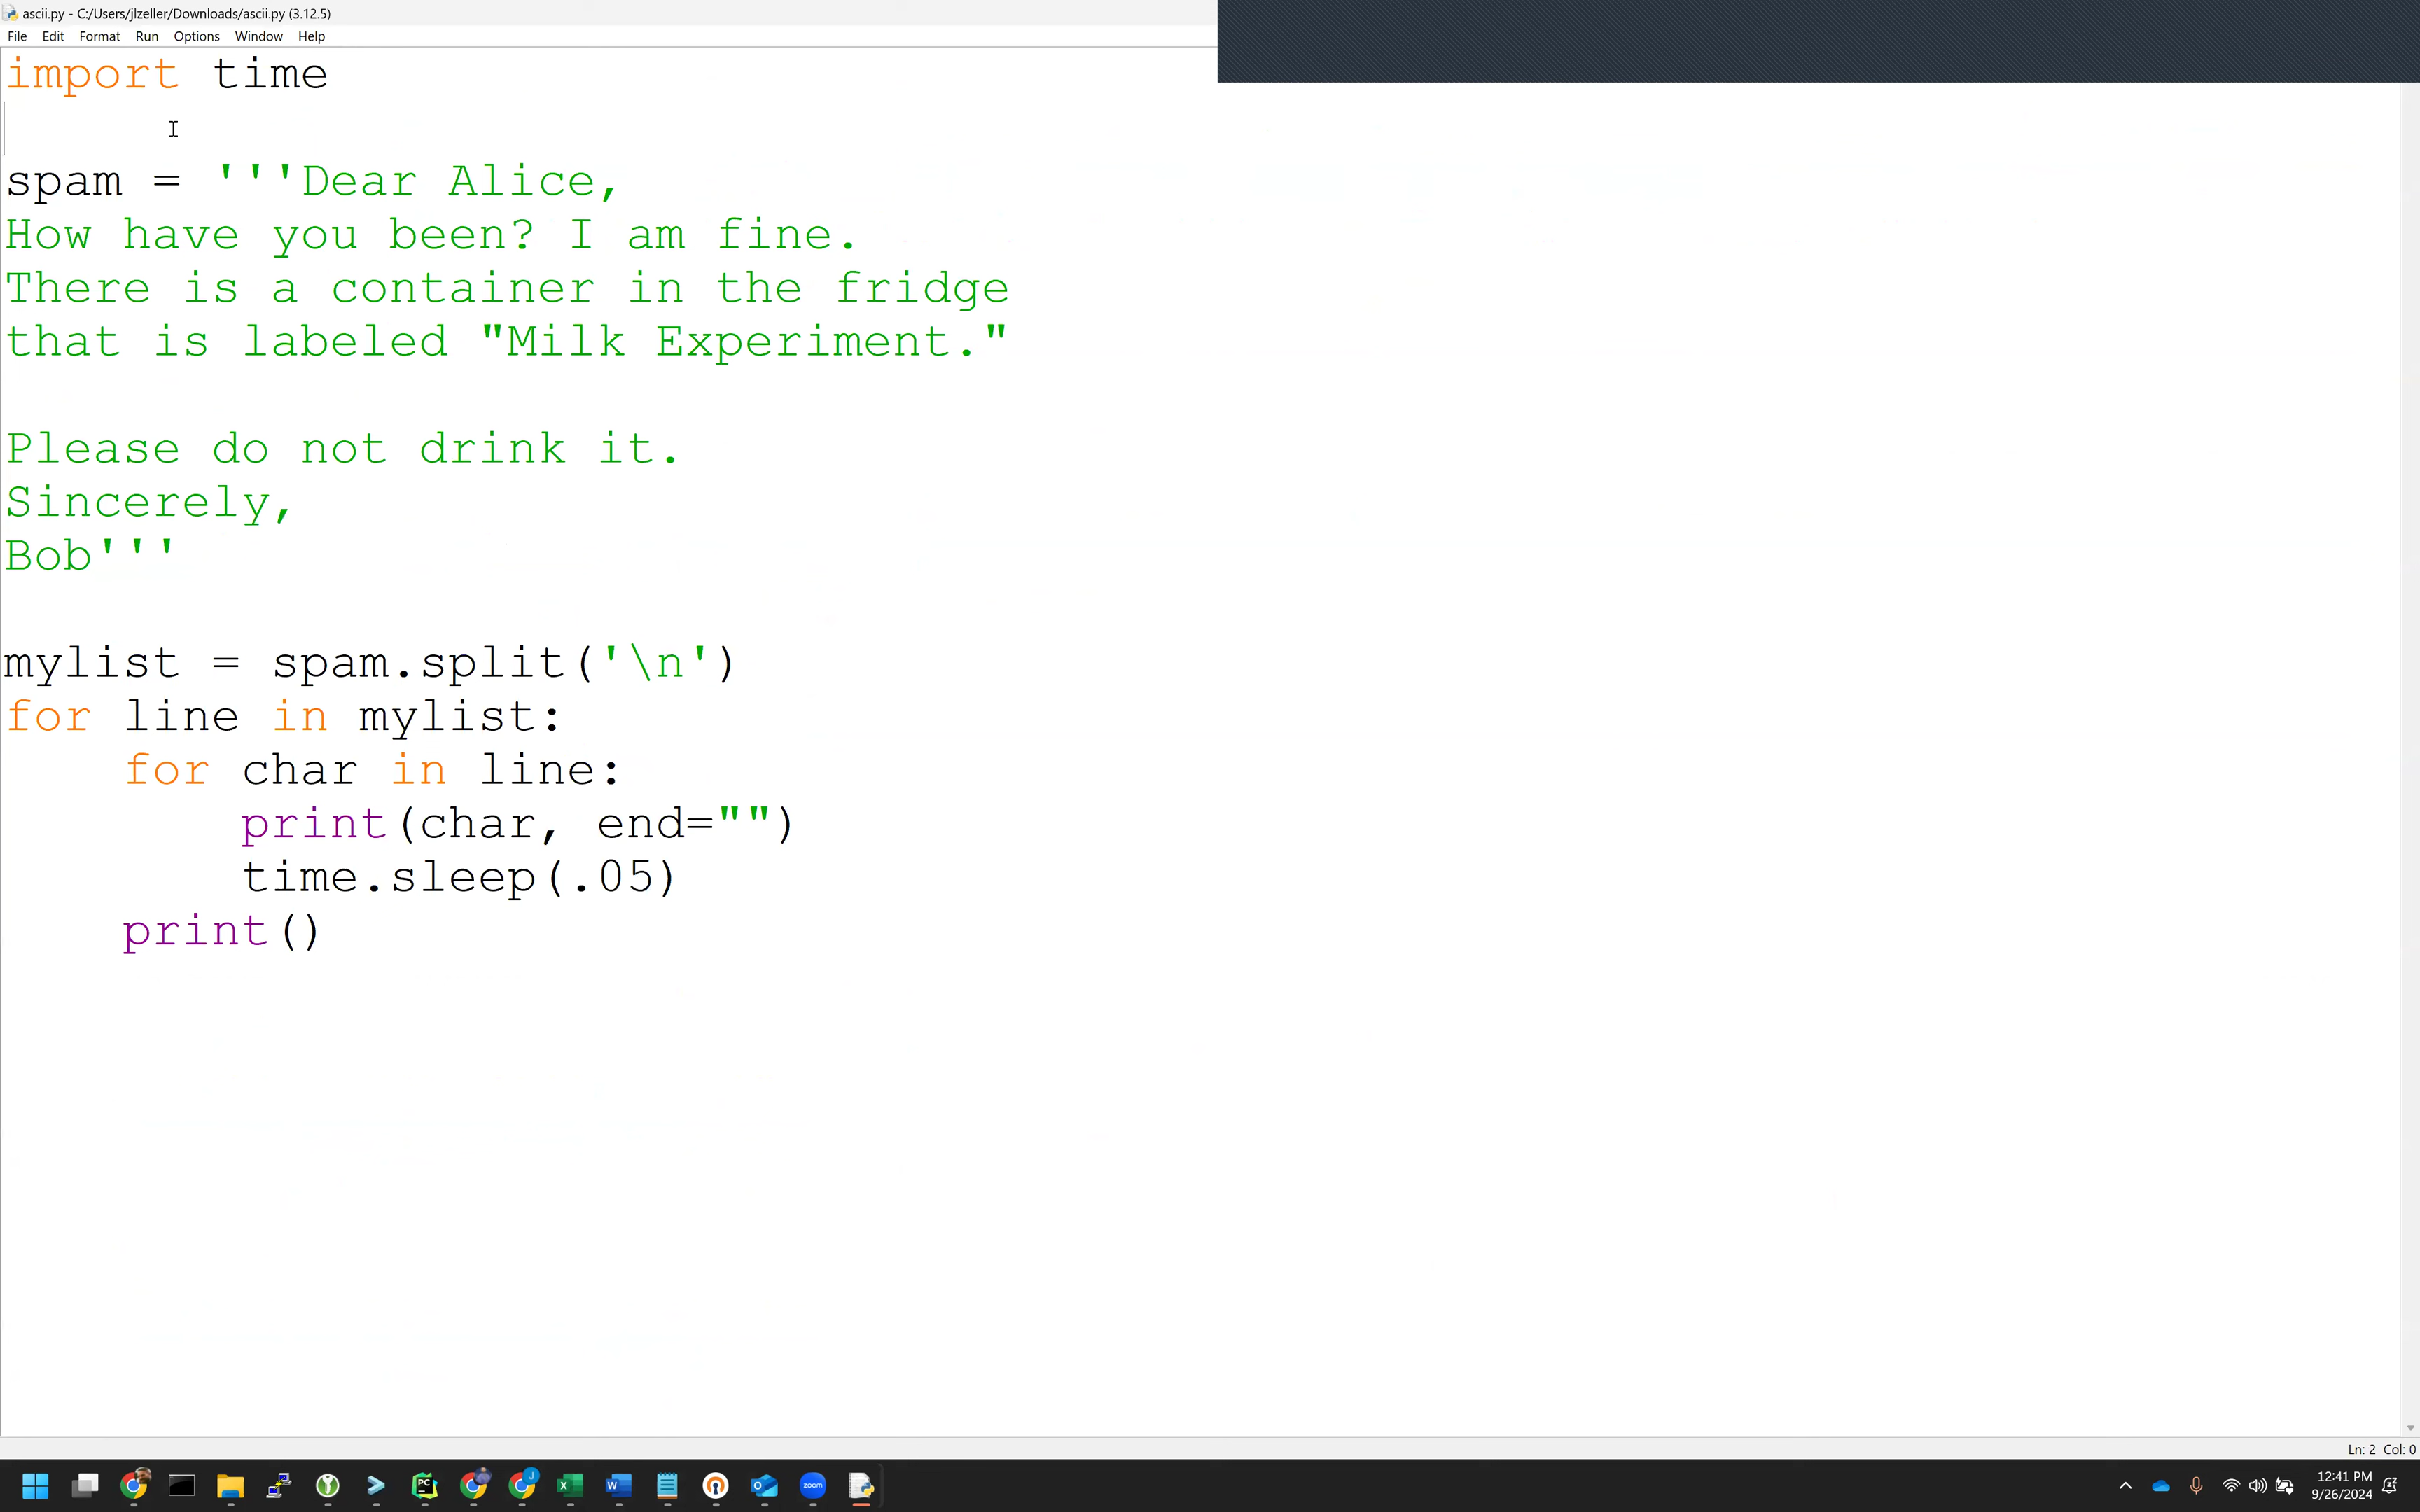 ascii.py - C:/Users/jlzeller/Downloads/ascii.py (3.12.5)
File Edit Format Run Options Window Help
import time
spam = '''Dear Alice,
How have you been? I am fine.
There is a container in the fridge
that is labeled "Milk Experiment."
Please do not drink it.
Sincerely,
Bob'''
mylist = spam.split('\n')
for line in mylist:
    for char in line:
        print(char, end="")
        time.sleep(.05)
    print()
Ln: 2 Col: 0
PC J X W O zoom
12:41 PM
9/26/2024